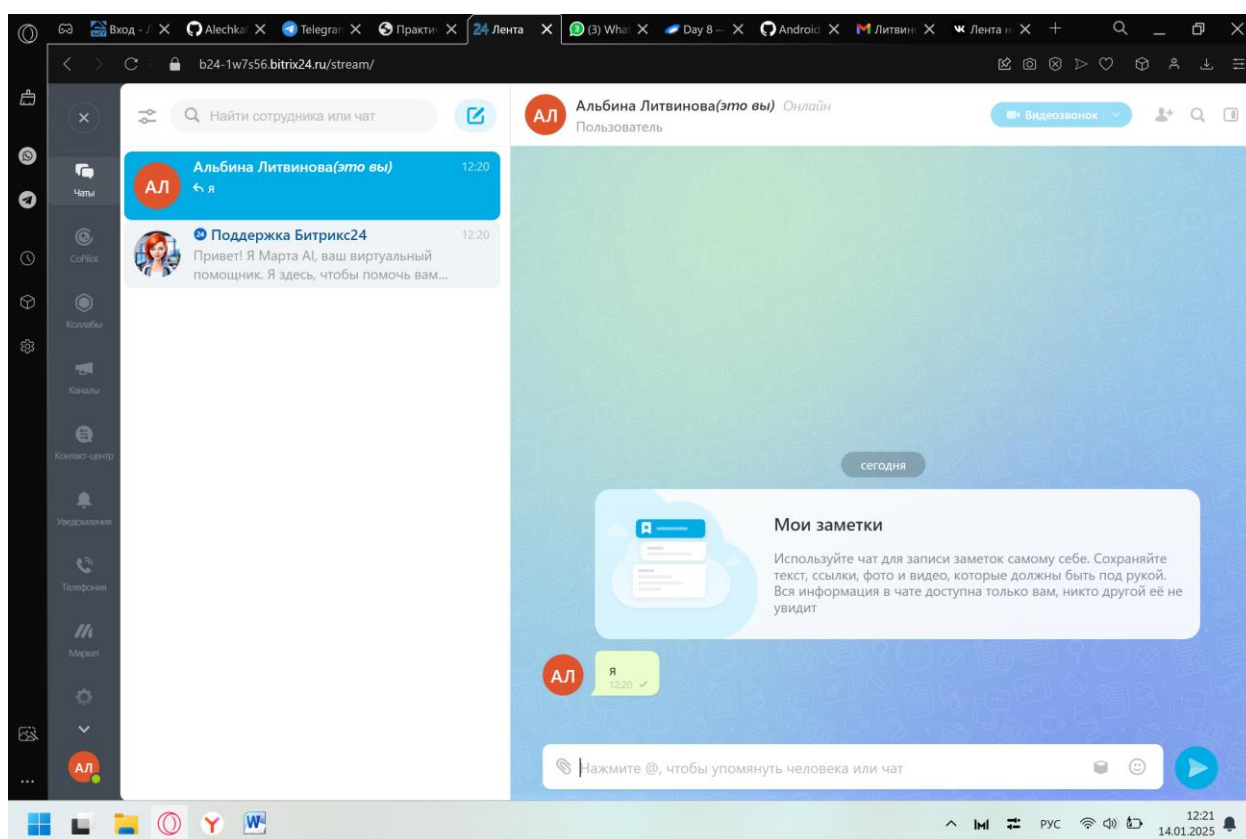 Вход - Л
Alechka
Telegran
Практи
24 Лента
(3) What
Day 8 —
Android
Литвин
Лента н
b24-1w7s56.bitrix24.ru/stream/
Найти сотрудника или чат
АЛ
Альбина Литвинова(это вы) Онлайн
Пользователь
Видеозвонок
Чаты
CoPilot
Коллабы
Каналы
Контакт-центр
Уведомления
Телефония
Маркет
АЛ
АЛ
Альбина Литвинова(это вы) 12:20
я
24 Поддержка Битрикс24 12:20
Привет! Я Марта AI, ваш виртуальный
помощник. Я здесь, чтобы помочь вам...
сегодня
Мои заметки
Используйте чат для записи заметок самому себе. Сохраняйте
текст, ссылки, фото и видео, которые должны быть под рукой.
Вся информация в чате доступна только вам, никто другой её не
увидит
АЛ
я
12:20
Нажмите @, чтобы упомянуть человека или чат
РУС
12:21
14.01.2025